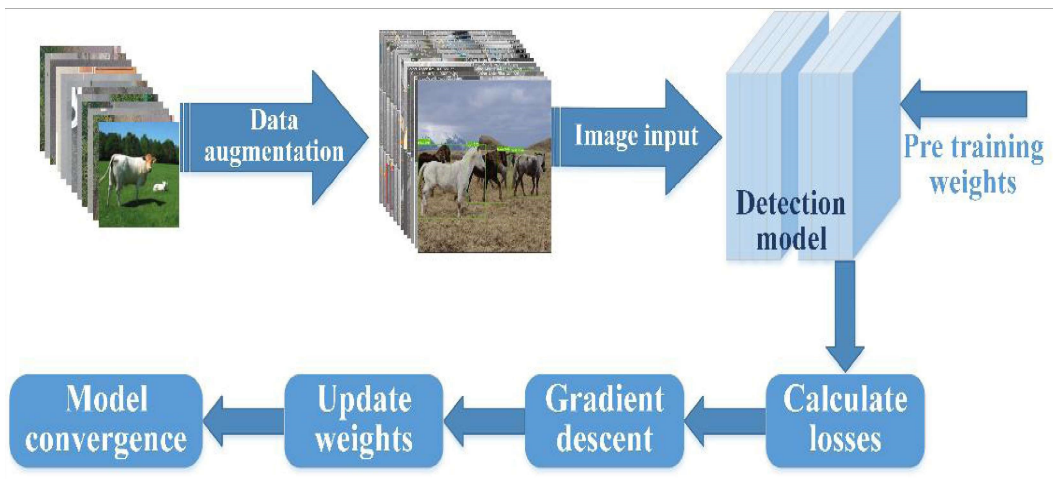 Data
augmentation
Image input
Pre training
weights
Detection
model
Calculate
losses
Gradient
descent
Update
weights
Model
convergence